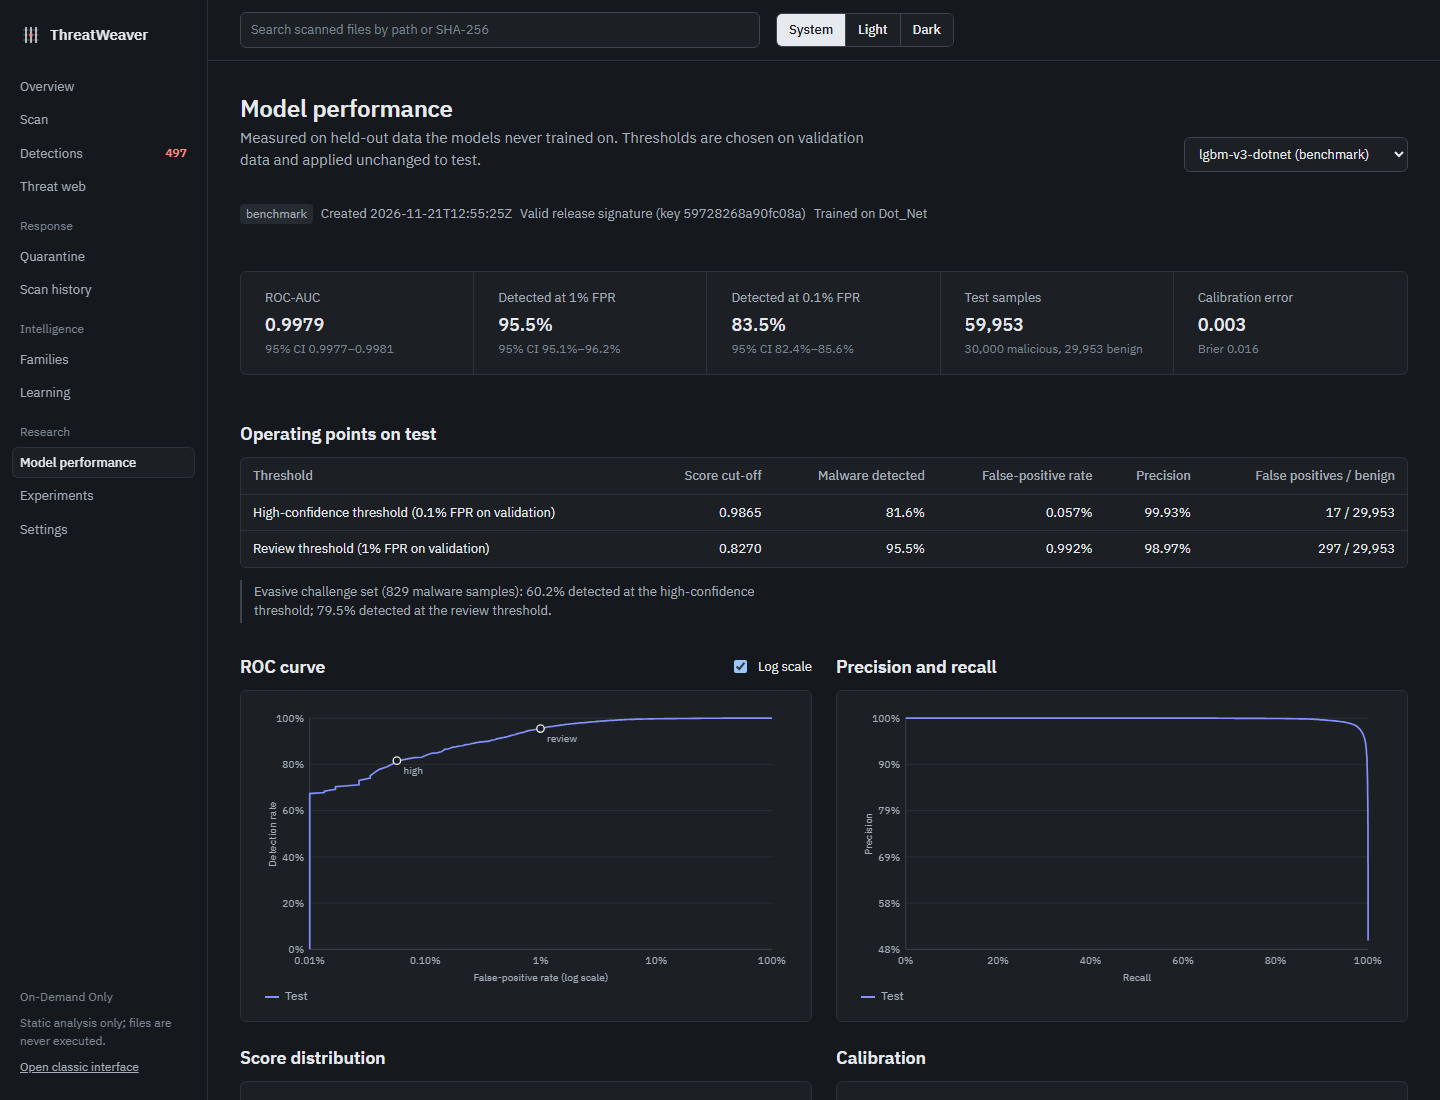 ThreatWeaver
Search scanned files by path or SHA-256
System Light Dark
Overview
Scan
Detections 497
Threat web
Response
Quarantine
Scan history
Intelligence
Families
Learning
Research
Model performance
Experiments
Settings
On-Demand Only
Static analysis only; files are
never executed.
Open classic interface
Model performance
Measured on held-out data the models never trained on. Thresholds are chosen on validation
data and applied unchanged to test.
lgbm-v3-dotnet (benchmark)
benchmark Created 2026-11-21T12:55:25Z Valid release signature (key 59728268a90fc08a) Trained on Dot_Net
ROC-AUC
0.9979
95% CI 0.9977–0.9981
Detected at 1% FPR
95.5%
95% CI 95.1%–96.2%
Detected at 0.1% FPR
83.5%
95% CI 82.4%–85.6%
Test samples
59,953
30,000 malicious, 29,953 benign
Calibration error
0.003
Brier 0.016
Operating points on test
Threshold Score cut-off Malware detected False-positive rate Precision False positives / benign
High-confidence threshold (0.1% FPR on validation) 0.9865 81.6% 0.057% 99.93% 17 / 29,953
Review threshold (1% FPR on validation) 0.8270 95.5% 0.992% 98.97% 297 / 29,953
Evasive challenge set (829 malware samples): 60.2% detected at the high-confidence
threshold; 79.5% detected at the review threshold.
ROC curve
Log scale
100%
80%
60%
40%
20%
0%
Detection rate
high
review
0.01% 0.10% 1% 10% 100%
False-positive rate (log scale)
Test
Precision and recall
100%
90%
79%
69%
58%
48%
Precision
0% 20% 40% 60% 80% 100%
Recall
Test
Score distribution
Calibration